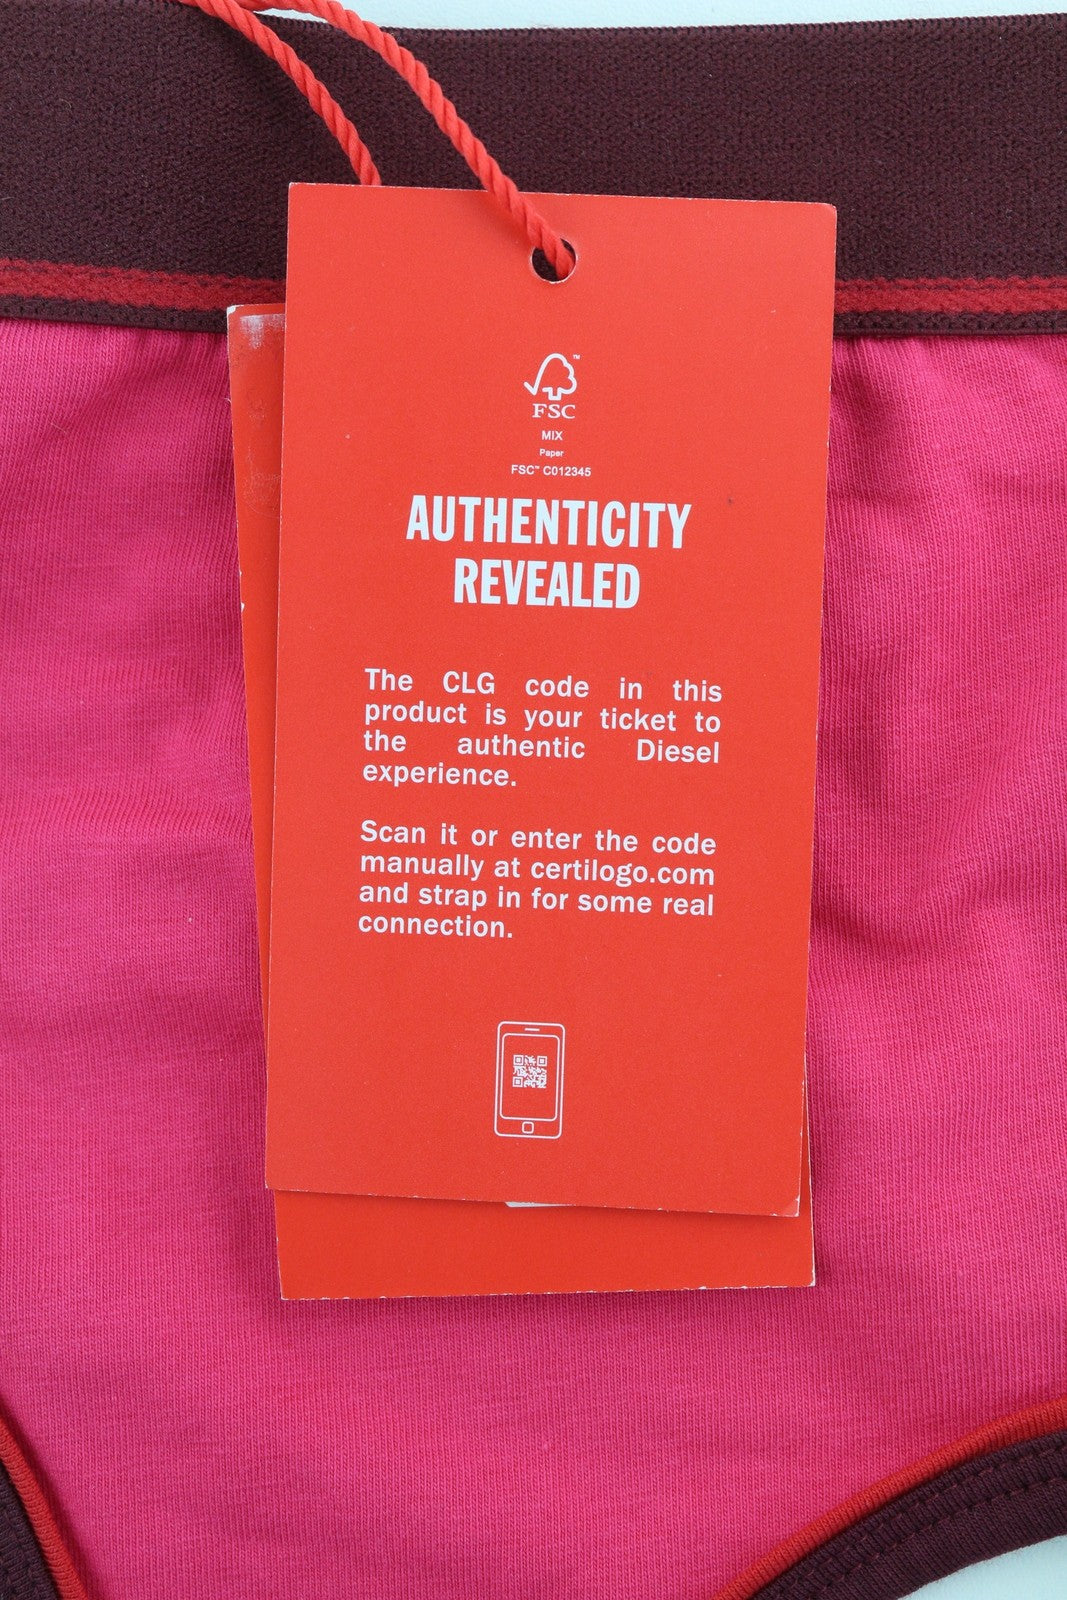 FSC
MIX
Paper
FSC™ C012345
AUTHENTICITY
REVEALED
The CLG code in this
product is your ticket to
the authentic Diesel
experience.
Scan it or enter the code
manually at certilogo.com
and strap in for some real
connection.